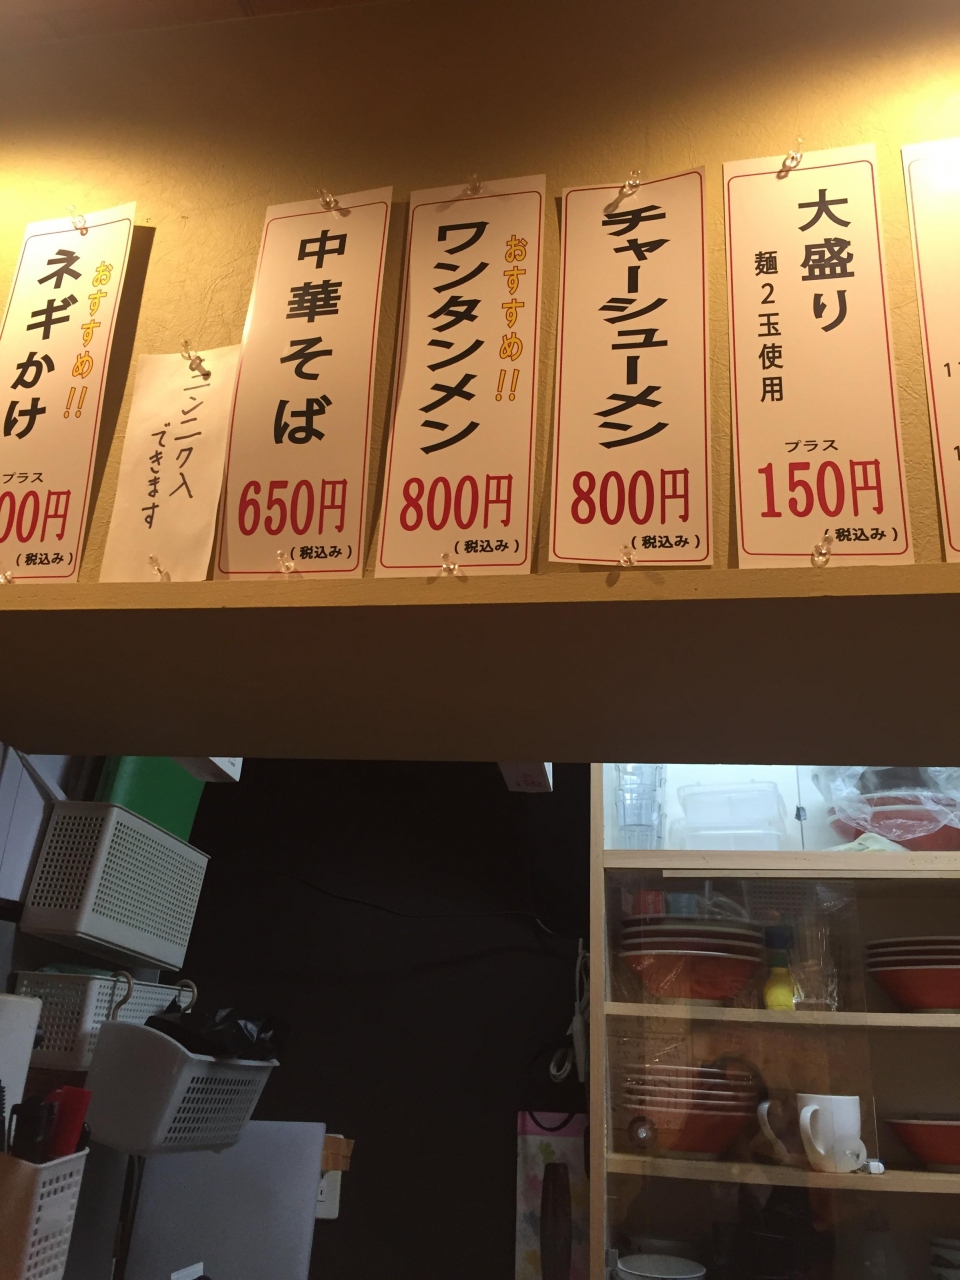 ネギかけ
おすすめ!!
プラス
00円
(税込み)
ニンニク入
できます
中華そば
650円
(税込み)
ワンタンメン
おすすめ!!
800円
(税込み)
チャーシューメン
800円
(税込み)
大盛り
麺2玉使用
プラス
150円
(税込み)